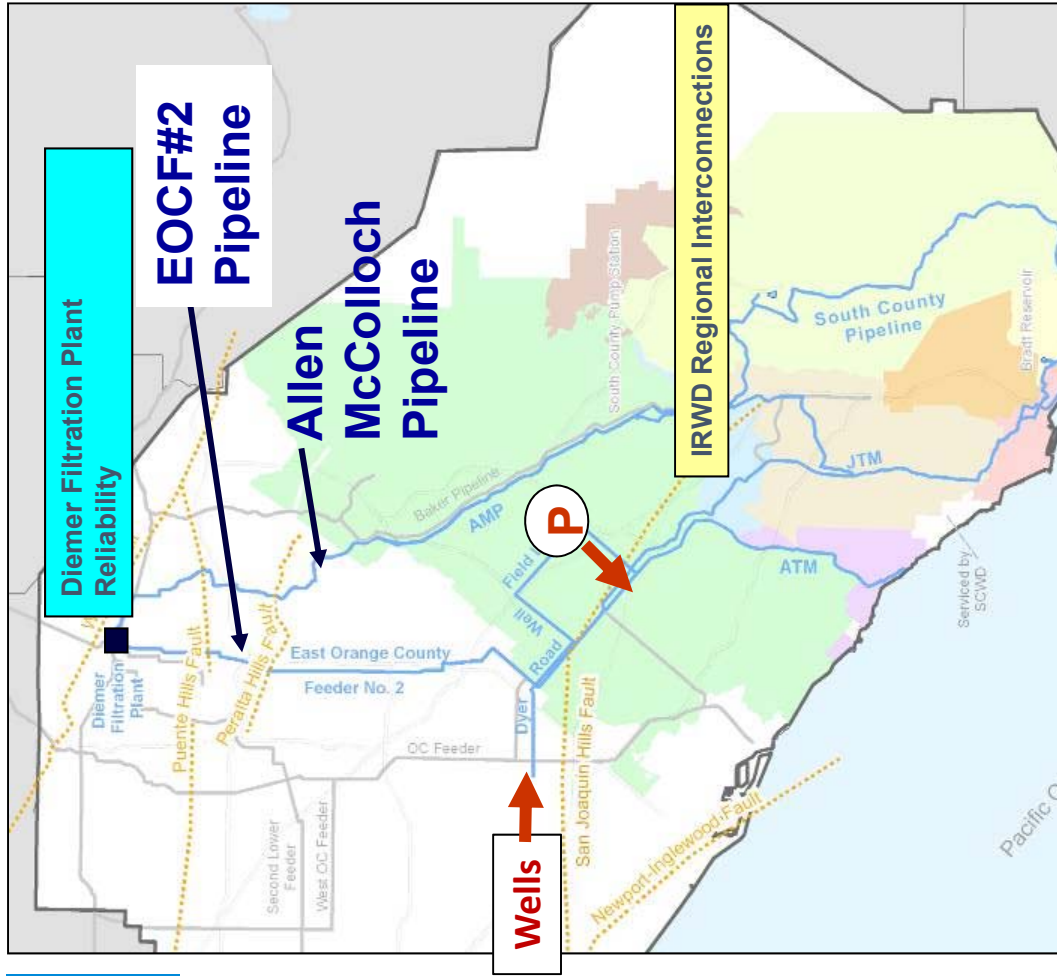 Diemer Filtration Plant
Reliability
EOCF#2
Pipeline
Allen
McColloch
Pipeline
IRWD Regional Interconnections
Wells
P
Diemer
Filtration
Plant
Puente Hills Fault
Peralta Hills Fault
East Orange County
Feeder No. 2
Second Lower
Feeder
West OC Feeder
OC Feeder
Dyer
Road
Well
Field
San Joaquin Hills Fault
Newport-Inglewood Fault
Baker Pipeline
AMP
South County Pump Station
South County
Pipeline
Bradt Reservoir
JTM
ATM
Serviced by
SCWD
Pacific